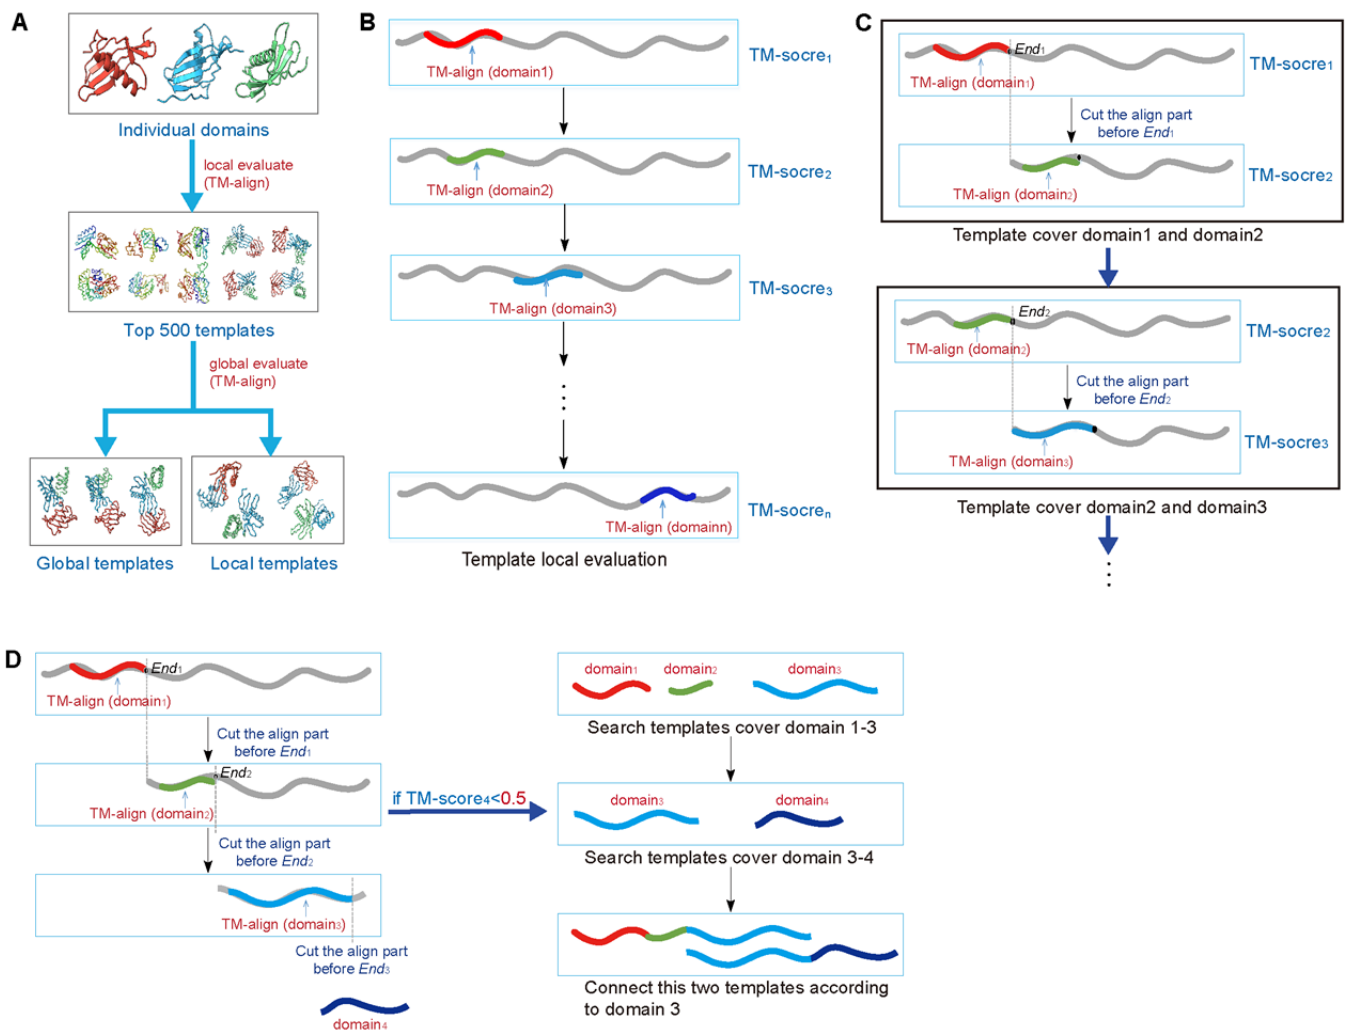 A
Individual domains
local evaluate
(TM-align)
Top 500 templates
global evaluate
(TM-align)
Global templates
Local templates
B
TM-align (domain1)
TM-socre1
TM-align (domain2)
TM-socre2
TM-align (domain3)
TM-socre3
TM-align (domainn)
TM-socren
Template local evaluation
C
End1
TM-align (domain1)
TM-socre1
Cut the align part
before End1
TM-align (domain2)
TM-socre2
Template cover domain1 and domain2
End2
TM-align (domain2)
TM-socre2
Cut the align part
before End2
TM-align (domain3)
TM-socre3
Template cover domain2 and domain3
D
End1
TM-align (domain1)
Cut the align part
before End1
End2
TM-align (domain2)
Cut the align part
before End2
TM-align (domain3)
Cut the align part
before End3
domain4
if TM-score4<0.5
domain1 domain2 domain3
Search templates cover domain 1-3
domain3 domain4
Search templates cover domain 3-4
Connect this two templates according
to domain 3